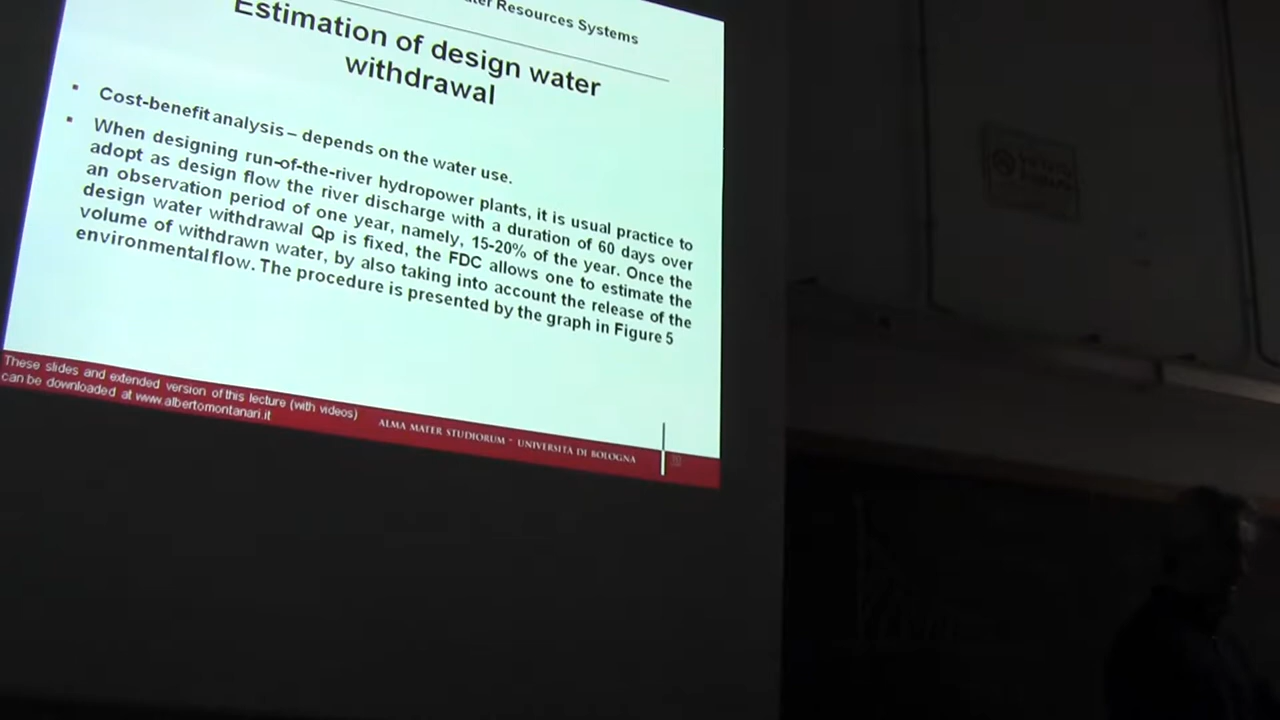 Resources Systems
Estimation of design water
withdrawal
▪ Cost-benefit analysis – depends on the water use.
▪ When designing run-of-the-river hydropower plants, it is usual practice to
adopt as design flow the river discharge with a duration of 60 days over
an observation period of one year, namely, 15-20% of the year. Once the
design water withdrawal Qp is fixed, the FDC allows one to estimate the
volume of withdrawn water, by also taking into account the release of the
environmental flow. The procedure is presented by the graph in Figure 5
These slides and extended version of this lecture (with videos)
can be downloaded at www.albertomontanari.it
ALMA MATER STUDIORUM ~ UNIVERSITÀ DI BOLOGNA